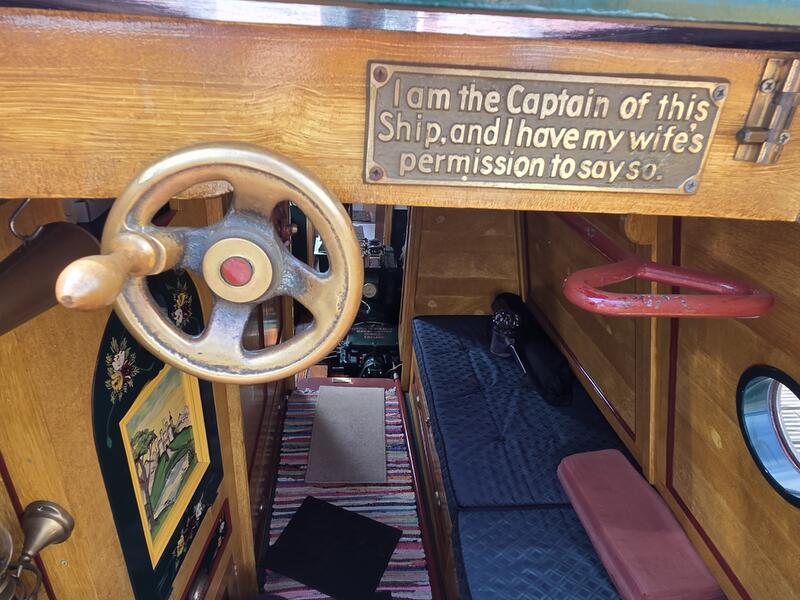 I am the Captain of this
Ship, and I have my wife's
permission to say so.